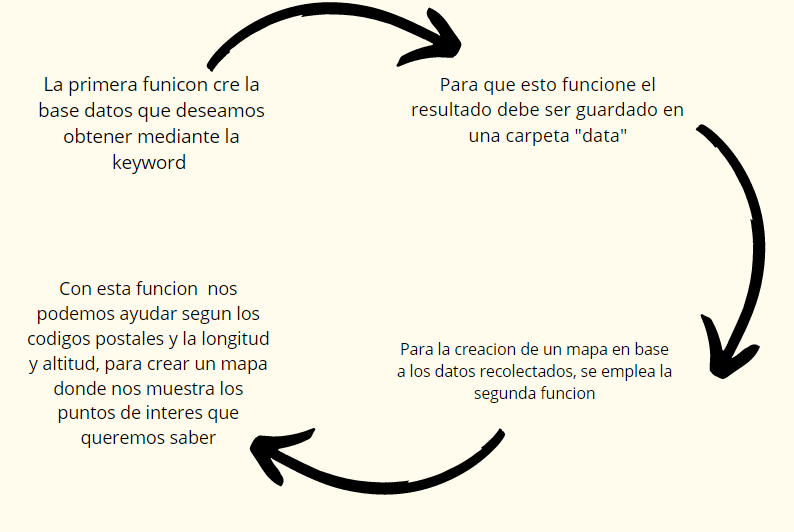 La primera funicon cre la
base datos que deseamos
obtener mediante la
keyword
Para que esto funcione el
resultado debe ser guardado en
una carpeta "data"
Para la creacion de un mapa en base
a los datos recolectados, se emplea la
segunda funcion
Con esta funcion  nos
podemos ayudar segun los
codigos postales y la longitud
y altitud, para crear un mapa
donde nos muestra los
puntos de interes que
queremos saber